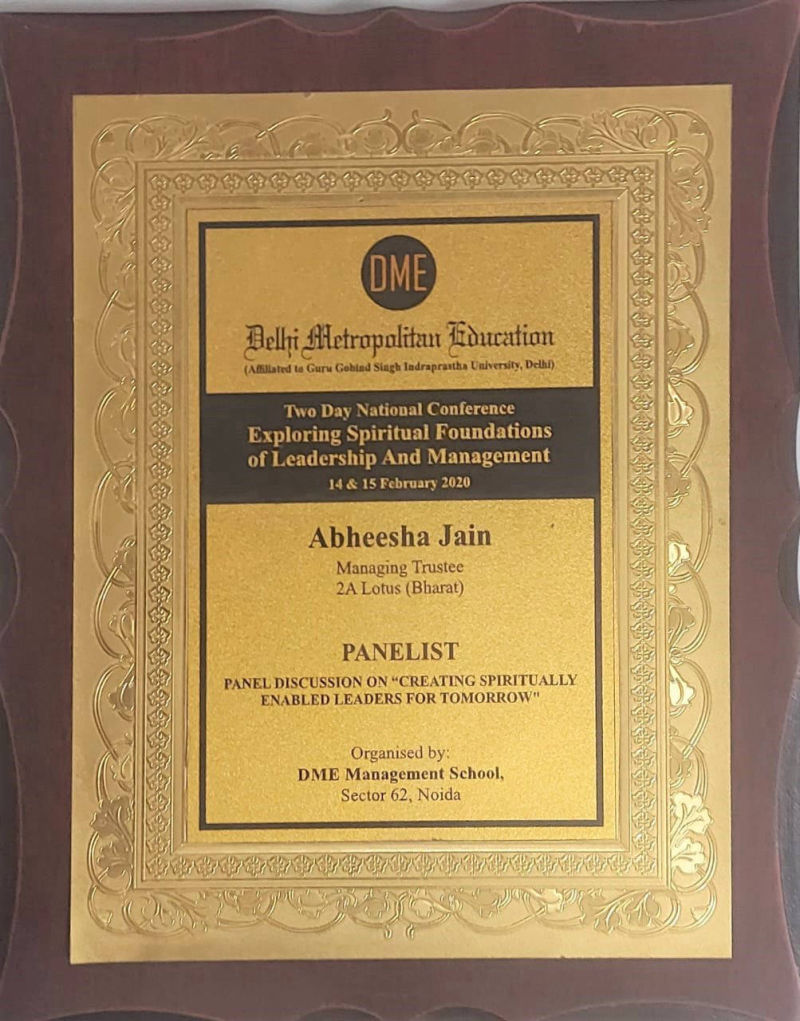 DME
Delhi Metropolitan Education
(Affiliated to Guru Gobind Singh Indraprastha University, Delhi)
Two Day National Conference
Exploring Spiritual Foundations
of Leadership And Management
14 & 15 February 2020
Abheesha Jain
Managing Trustee
2A Lotus (Bharat)
PANELIST
PANEL DISCUSSION ON “CREATING SPIRITUALLY
ENABLED LEADERS FOR TOMORROW"
Organised by:
DME Management School,
Sector 62, Noida